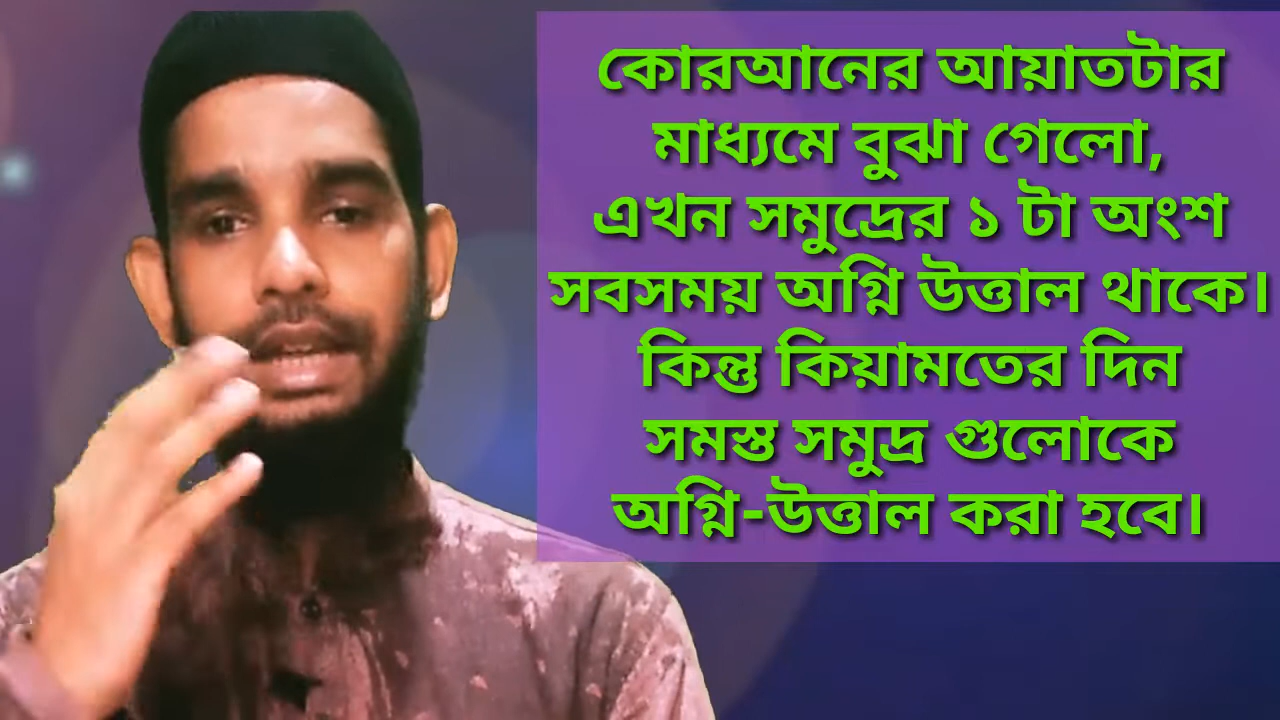 কোরআনের আয়াতটার
মাধ্যমে বুঝা গেলো,
এখন সমুদ্রের ১ টা অংশ
সবসময় অগ্নি উত্তাল থাকে।
কিন্তু কিয়ামতের দিন
সমস্ত সমুদ্র গুলোকে
অগ্নি-উত্তাল করা হবে।